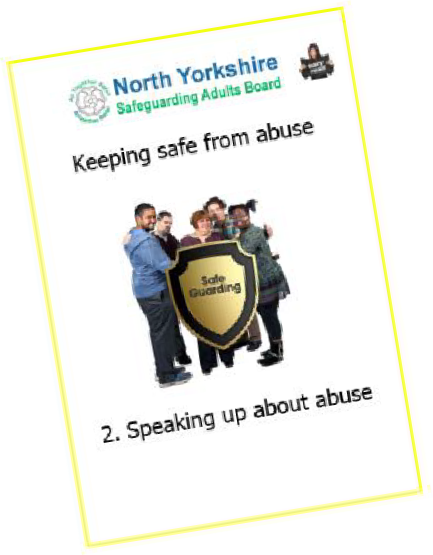 North Yorkshire
Safeguarding Adults Board
Keeping safe from abuse
Safe
Guarding
2. Speaking up about abuse